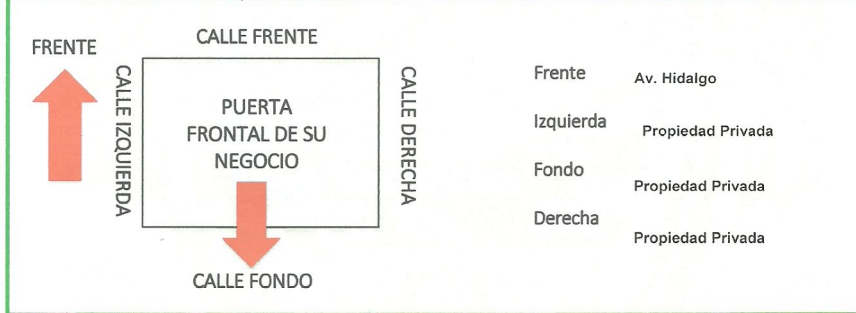 FRENTE
CALLE FRENTE
CALLE IZQUIERDA
PUERTA
FRONTAL DE SU
NEGOCIO
CALLE DERECHA
CALLE FONDO
Frente Av. Hidalgo
Izquierda Propiedad Privada
Fondo Propiedad Privada
Derecha Propiedad Privada